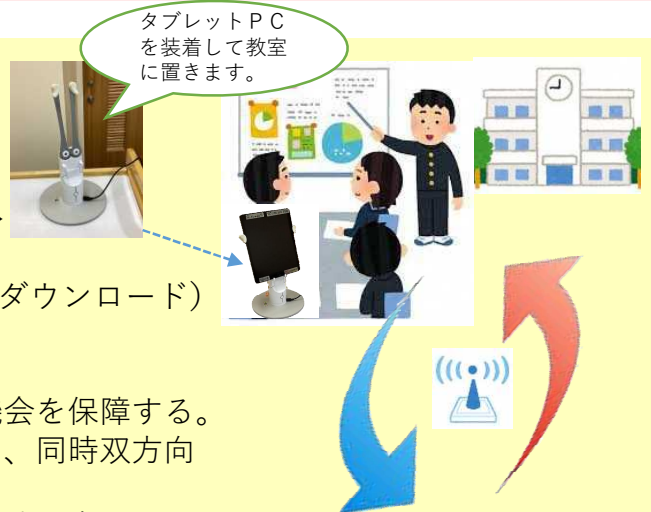 タブレットＰＣ
を装着して教室
に置きます。
ダウンロード）
会を保障する。
、同時双方向